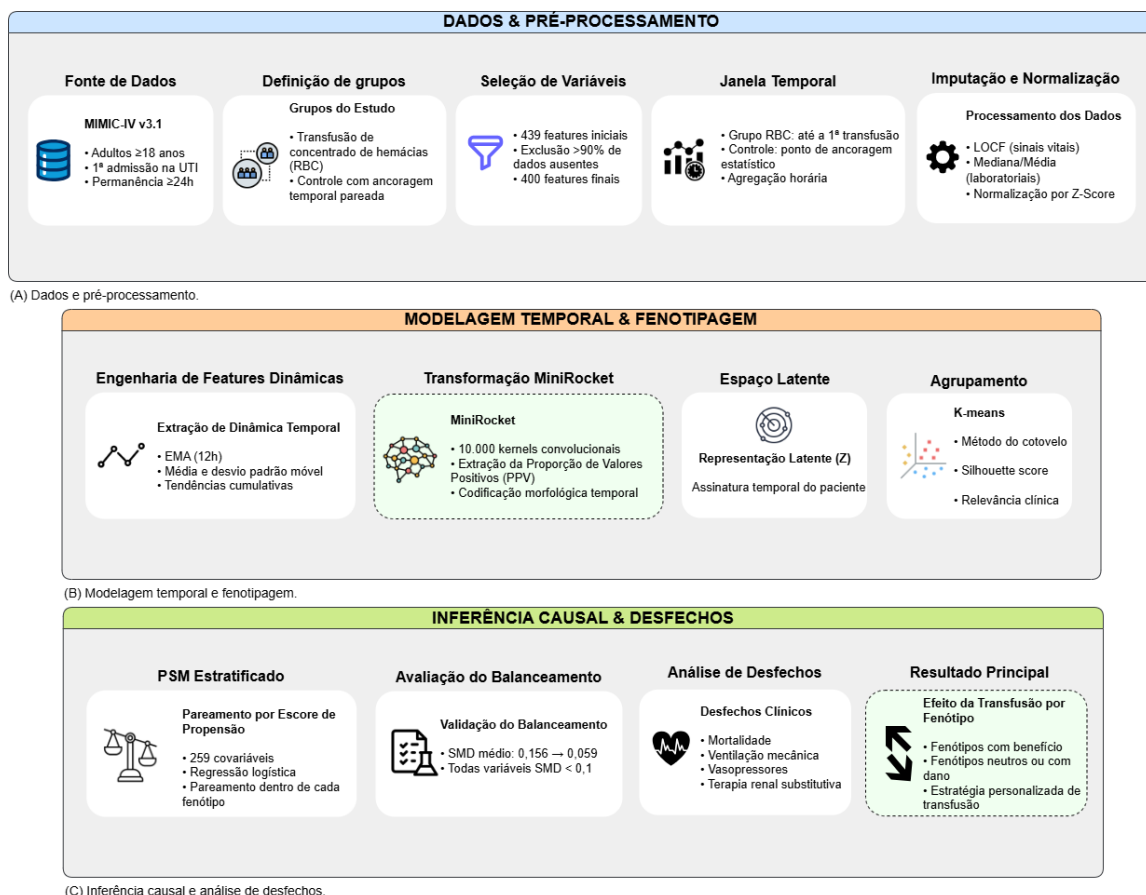 DADOS & PRÉ-PROCESSAMENTO
Fonte de Dados
MIMIC-IV v3.1
• Adultos ≥18 anos
• 1ª admissão na UTI
• Permanência ≥24h
Definição de grupos
Grupos do Estudo
• Transfusão de
concentrado de hemácias
(RBC)
• Controle com ancoragem
temporal pareada
Seleção de Variáveis
• 439 features iniciais
• Exclusão >90% de
dados ausentes
• 400 features finais
Janela Temporal
• Grupo RBC: até a 1ª transfusão
• Controle: ponto de ancoragem
estatístico
• Agregação horária
Imputação e Normalização
Processamento dos Dados
• LOCF (sinais vitais)
• Mediana/Média
(laboratoriais)
• Normalização por Z-Score
(A) Dados e pré-processamento.
MODELAGEM TEMPORAL & FENOTIPAGEM
Engenharia de Features Dinâmicas
Extração de Dinâmica Temporal
• EMA (12h)
• Média e desvio padrão móvel
• Tendências cumulativas
Transformação MiniRocket
MiniRocket
• 10.000 kernels convolucionais
• Extração da Proporção de Valores
Positivos (PPV)
• Codificação morfológica temporal
Espaço Latente
Representação Latente (Z)
Assinatura temporal do paciente
Agrupamento
K-means
• Método do cotovelo
• Silhouette score
• Relevância clínica
(B) Modelagem temporal e fenotipagem.
INFERÊNCIA CAUSAL & DESFECHOS
PSM Estratificado
Pareamento por Escore de
Propensão
• 259 covariáveis
• Regressão logística
• Pareamento dentro de cada
fenótipo
Avaliação do Balanceamento
Validação do Balanceamento
• SMD médio: 0,156 → 0,059
• Todas variáveis SMD < 0,1
Análise de Desfechos
Desfechos Clínicos
• Mortalidade
• Ventilação mecânica
• Vasopressores
• Terapia renal substitutiva
Resultado Principal
Efeito da Transfusão por
Fenótipo
• Fenótipos com benefício
• Fenótipos neutros ou com
dano
• Estratégia personalizada de
transfusão
(C) Inferência causal e análise de desfechos.